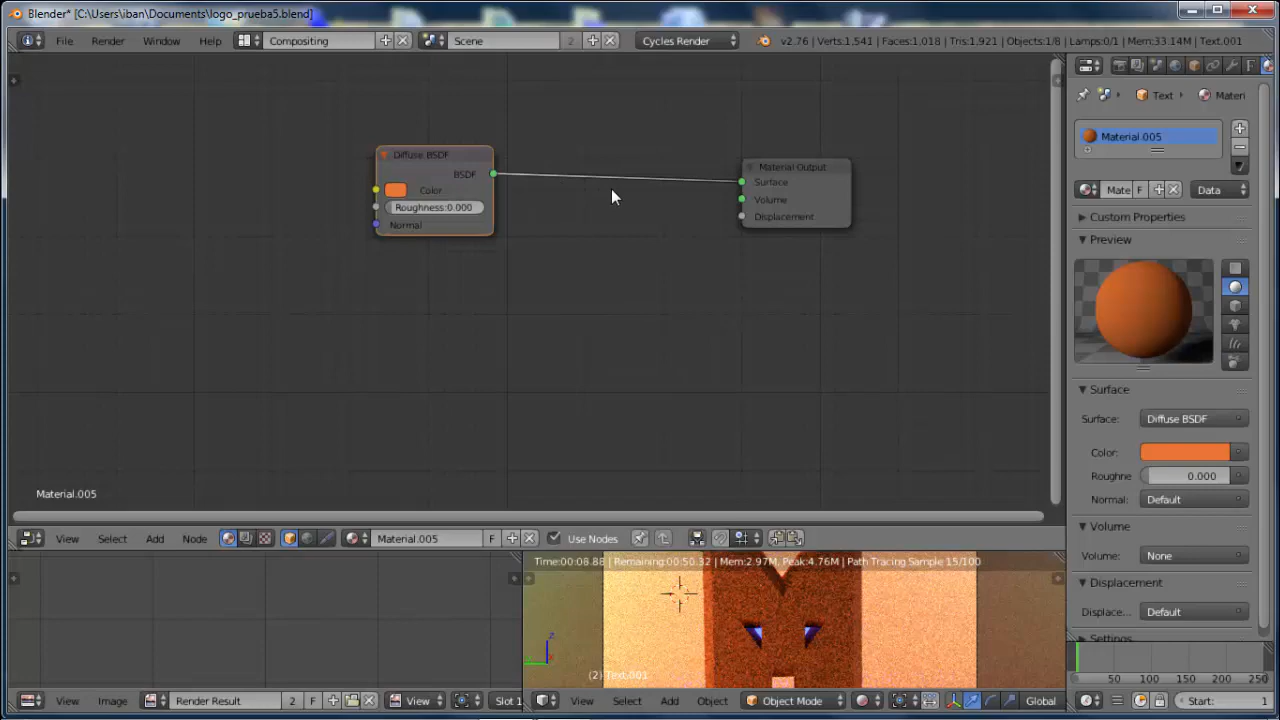 Blender* [C:\Users\iban\Documents\logo_prueba5.blend]
File Render Window Help Compositing Scene 2 Cycles Render v2.76 | Verts:1,541 | Faces:1,018 | Tris:1,921 | Objects:1/8 | Lamps:0/1 | Mem:33.14M | Text.001
Text Materi
Material.005
Mate F Data
Custom Properties
Preview
Surface
Surface: Diffuse BSDF
Color:
Roughne 0.000
Normal: Default
Volume
Volume: None
Displacement
Displace... Default
Settings
Diffuse BSDF
BSDF
Color
Roughness:0.000
Normal
Material Output
Surface
Volume
Displacement
Material.005
View Select Add Node Material.005 F Use Nodes
Time:00:08.88 | Remaining:00:50.32 | Mem:2.97M, Peak:4.76M | Path Tracing Sample 15/100
z
(2) Text.001
View Image Render Result 2 F View Slot 1
View Select Add Object Object Mode Global
50 100 150 200 250
Start: 1